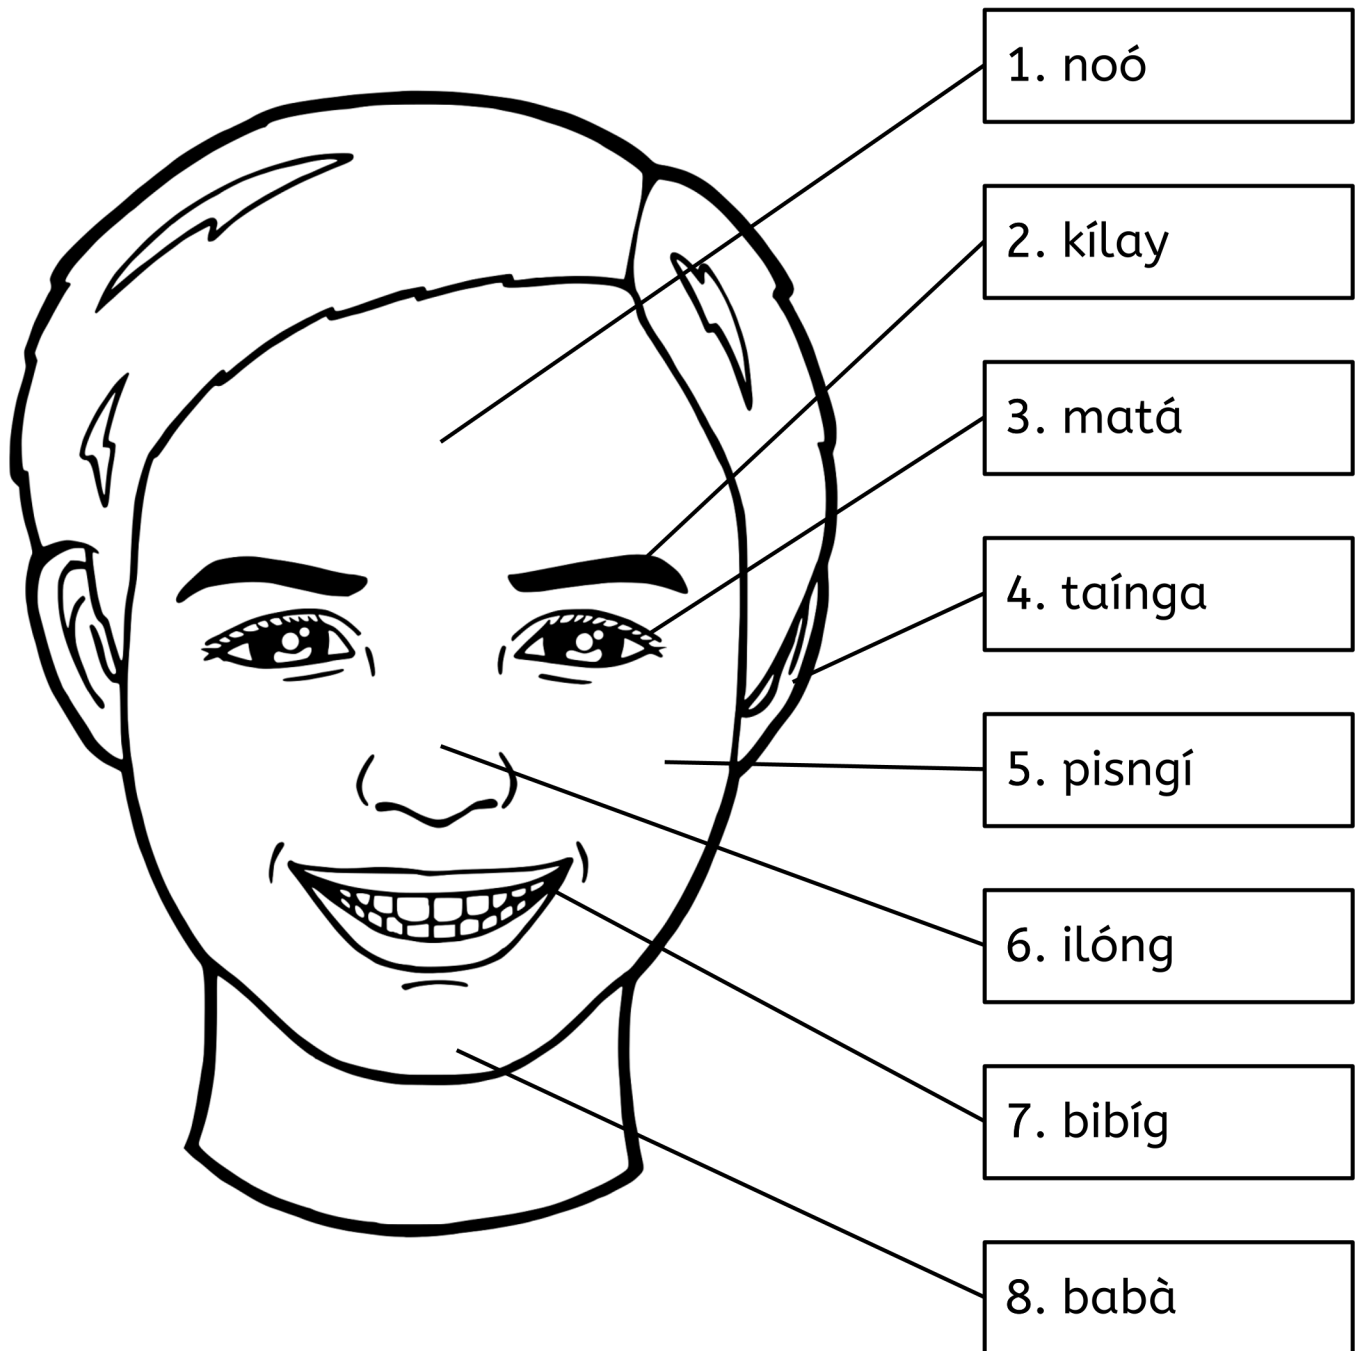 1. noó
2. kílay
3. matá
4. taínga
5. pisngí
6. ilóng
7. bibíg
8. babà